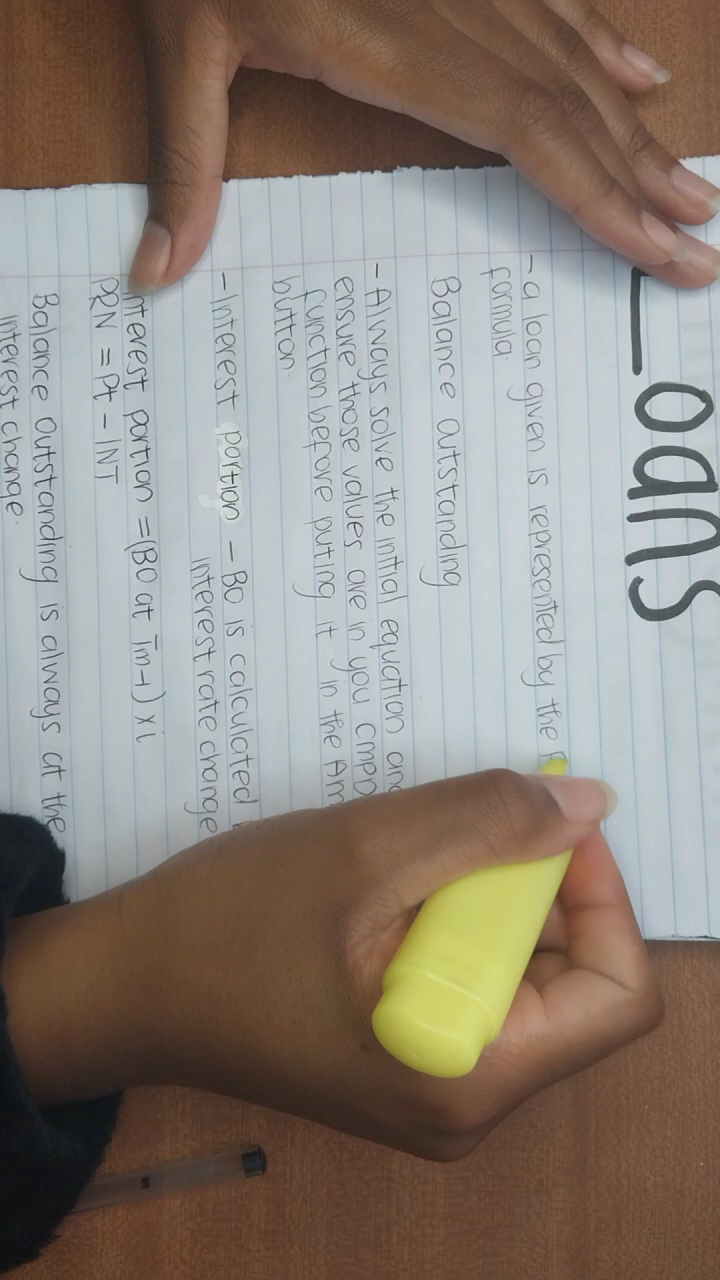 Loans
- a loan given is represented by the P
formula.
Balance outstanding
- Always solve the initial equation and
ensure those values are in you CMPD
function before puting it in the Am
button.
- Interest portion - BO is calculated
interest rate change
Interest portion = (BO at Tm-1) x i
PRN = Pt - INT
Balance outstanding is always at the
interest change.